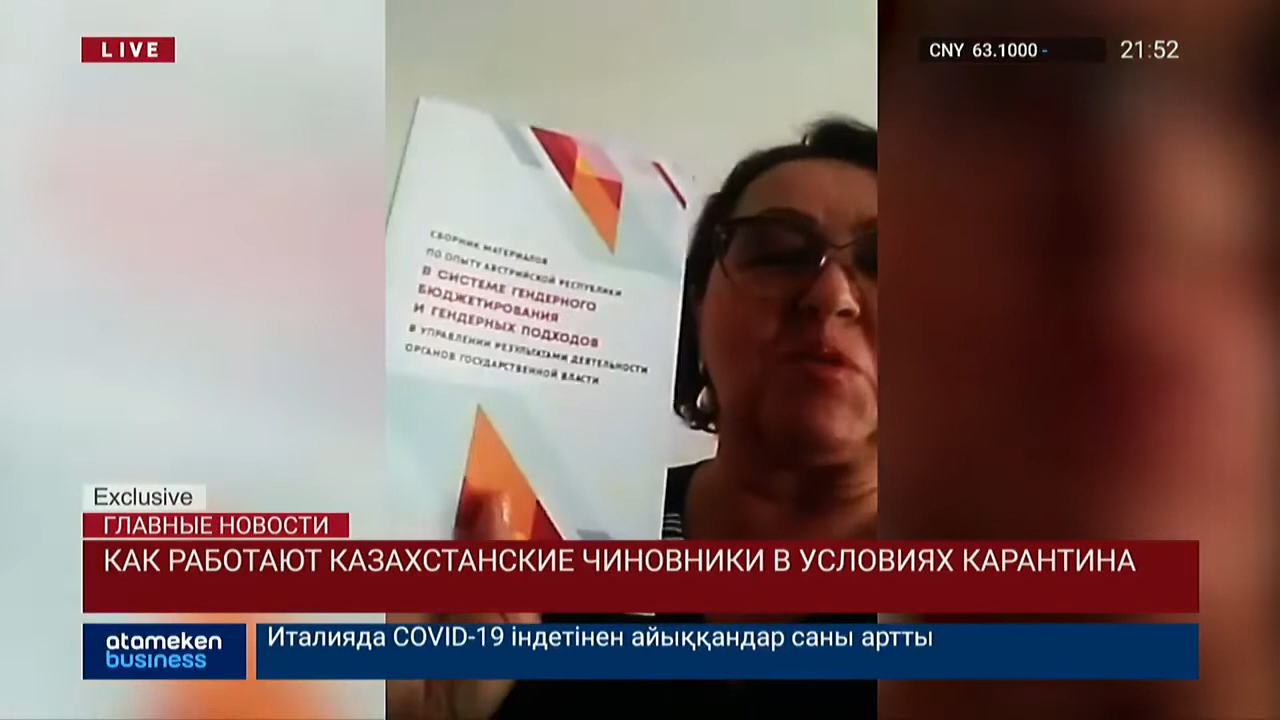 LIVE
CNY 63.1000 -
21:52
СБОРНИК МАТЕРИАЛОВ
ПО ОПЫТУ АВСТРИЙСКОЙ РЕСПУБЛИКИ
В СИСТЕМЕ ГЕНДЕРНОГО
БЮДЖЕТИРОВАНИЯ
И ГЕНДЕРНЫХ ПОДХОДОВ
В УПРАВЛЕНИИ РЕЗУЛЬТАТАМИ ДЕЯТЕЛЬНОСТИ
ОРГАНОВ ГОСУДАРСТВЕННОЙ ВЛАСТИ
Exclusive
ГЛАВНЫЕ НОВОСТИ
КАК РАБОТАЮТ КАЗАХСТАНСКИЕ ЧИНОВНИКИ В УСЛОВИЯХ КАРАНТИНА
atameken
business
Италияда COVID-19 індетінен айыққандар саны артты